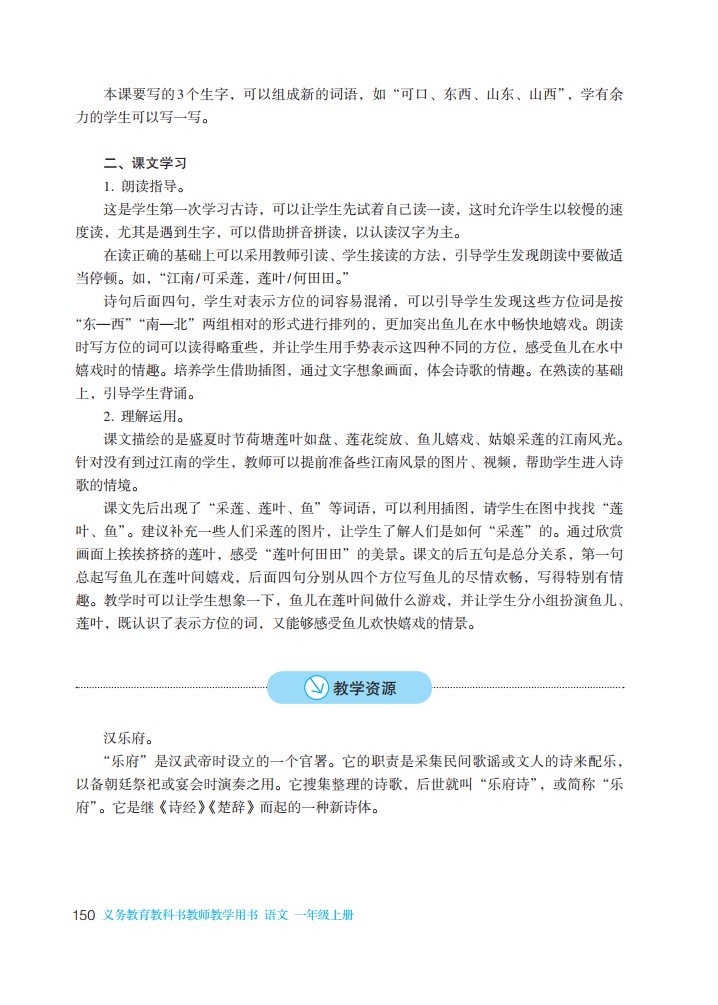 本课要写的3个生字，可以组成新的词语，如“可口、东西、山东、山西”，学有余
力的学生可以写一写。
二、课文学习
1. 朗读指导。
这是学生第一次学习古诗，可以让学生先试着自己读一读，这时允许学生以较慢的速
度读，尤其是遇到生字，可以借助拼音拼读，以认读汉字为主。
在读正确的基础上可以采用教师引读、学生接读的方法，引导学生发现朗读中要做适
当停顿。如，“江南/可采莲，莲叶/何田田。”
诗句后面四句，学生对表示方位的词容易混淆，可以引导学生发现这些方位词是按
“东—西”“南—北”两组相对的形式进行排列的，更加突出鱼儿在水中畅快地嬉戏。朗读
时写方位的词可以读得略重些，并让学生用手势表示这四种不同的方位，感受鱼儿在水中
嬉戏时的情趣。培养学生借助插图，通过文字想象画面，体会诗歌的情趣。在熟读的基础
上，引导学生背诵。
2. 理解运用。
课文描绘的是盛夏时节荷塘莲叶如盘、莲花绽放、鱼儿嬉戏、姑娘采莲的江南风光。
针对没有到过江南的学生，教师可以提前准备些江南风景的图片、视频，帮助学生进入诗
歌的情境。
课文先后出现了“采莲、莲叶、鱼”等词语，可以利用插图，请学生在图中找找“莲
叶、鱼”。建议补充一些人们采莲的图片，让学生了解人们是如何“采莲”的。通过欣赏
画面上挨挨挤挤的莲叶，感受“莲叶何田田”的美景。课文的后五句是总分关系，第一句
总起写鱼儿在莲叶间嬉戏，后面四句分别从四个方位写鱼儿的尽情欢畅，写得特别有情
趣。教学时可以让学生想象一下，鱼儿在莲叶间做什么游戏，并让学生分小组扮演鱼儿、
莲叶，既认识了表示方位的词，又能够感受鱼儿欢快嬉戏的情景。
教学资源
汉乐府。
“乐府”是汉武帝时设立的一个官署。它的职责是采集民间歌谣或文人的诗来配乐，
以备朝廷祭祀或宴会时演奏之用。它搜集整理的诗歌，后世就叫“乐府诗”，或简称“乐
府”。它是继《诗经》《楚辞》而起的一种新诗体。
150 义务教育教科书教师教学用书 语文 一年级上册